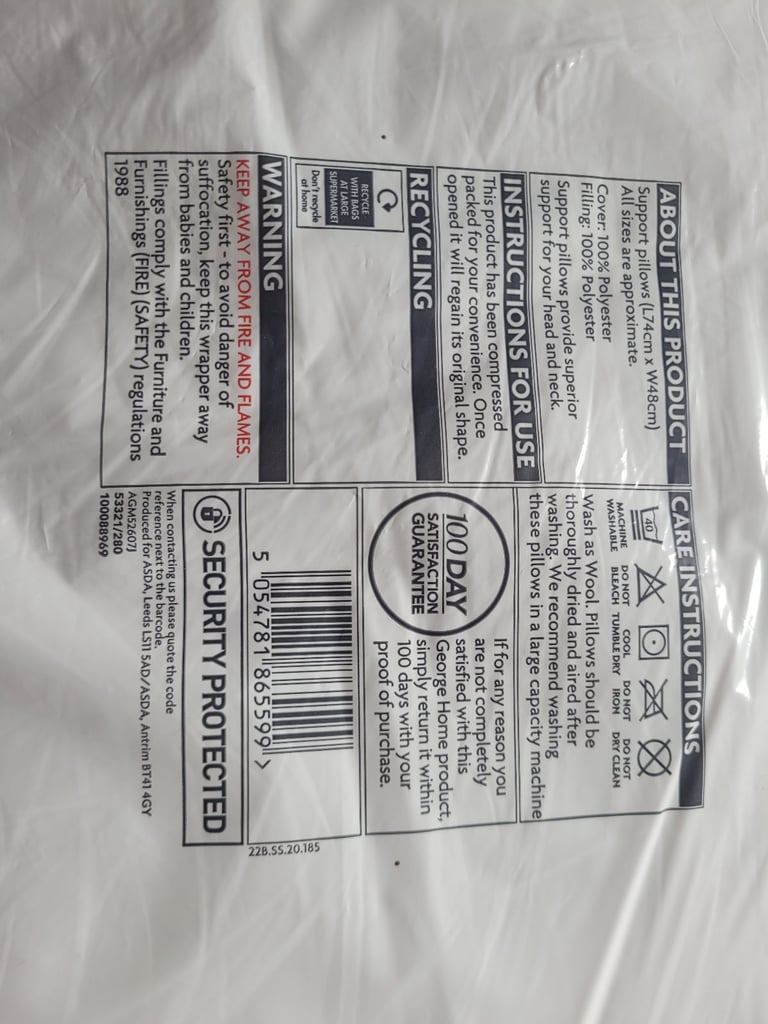 ABOUT THIS PRODUCT
Support pillows (L74cm x W48cm)
All sizes are approximate.
Cover: 100% Polyester
Filling: 100% Polyester
Support pillows provide superior
support for your head and neck.
INSTRUCTIONS FOR USE
This product has been compressed
packed for your convenience. Once
opened it will regain its original shape.
RECYCLING
RECYCLE
WITH BAGS
AT LARGE
SUPERMARKET
Don't recycle
at home
WARNING
KEEP AWAY FROM FIRE AND FLAMES.
Safety first - to avoid danger of
suffocation, keep this wrapper away
from babies and children.
Fillings comply with the Furniture and
Furnishings (FIRE) (SAFETY) regulations
1988
CARE INSTRUCTIONS
40
MACHINE
WASHABLE
DO NOT
BLEACH
COOL
TUMBLE DRY
DO NOT
IRON
DO NOT
DRY CLEAN
Wash as Wool. Pillows should be
thoroughly dried and aired after
washing. We recommend washing
these pillows in a large capacity machine
100 DAY
SATISFACTION
GUARANTEE
If for any reason you
are not completely
satisfied with this
George Home product,
simply return it within
100 days with your
proof of purchase.
5 054781 865599 >
22B.SS.20.185
SECURITY PROTECTED
When contacting us please quote the code
reference next to the barcode.
Produced for ASDA, Leeds LS11 5AD/ASDA, Antrim BT41 4GY
AGM526071
53321/280
100088969